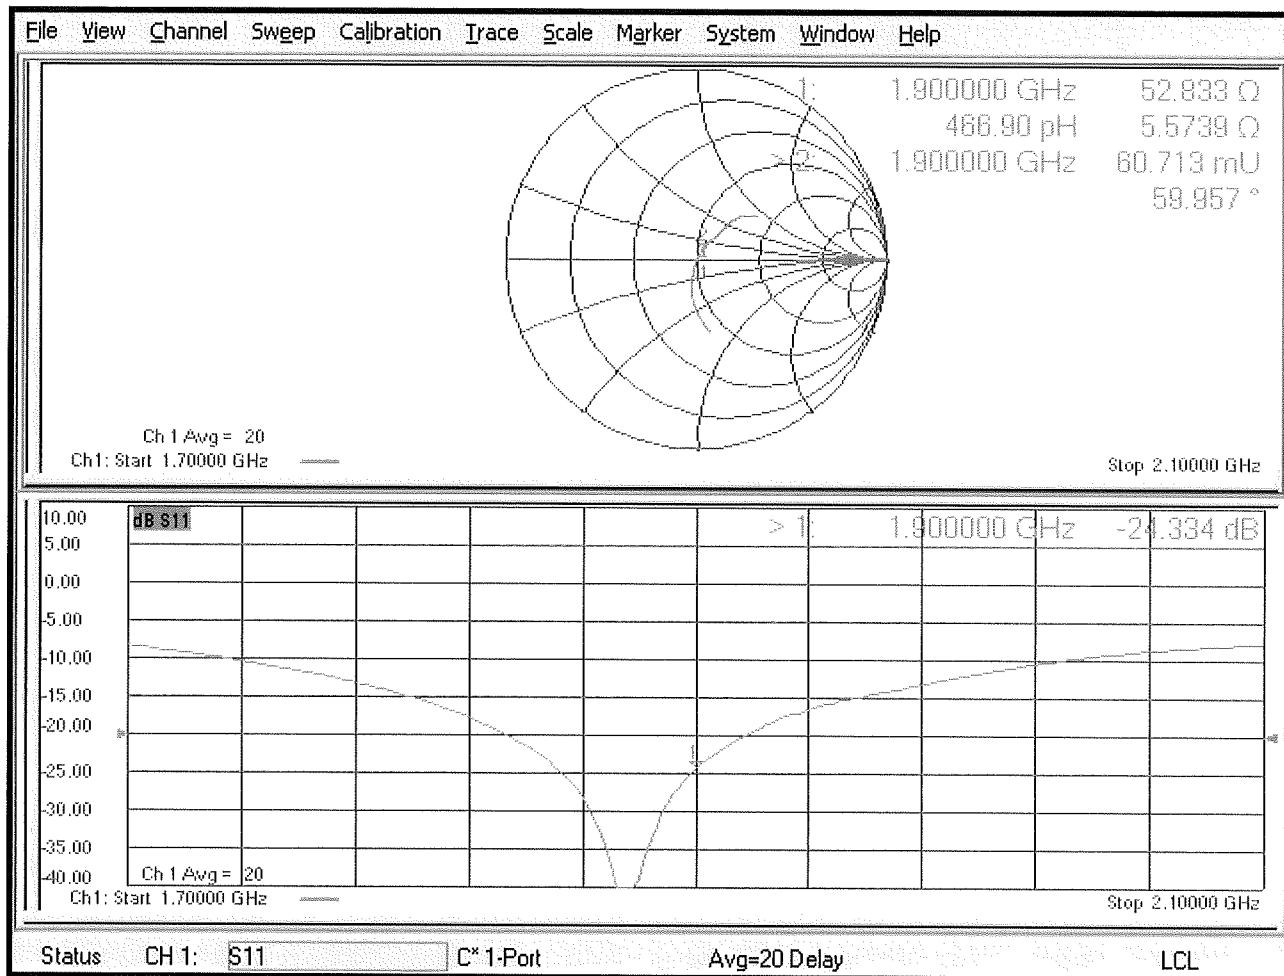 File View Channel Sweep Calibration Trace Scale Marker System Window Help
1: 1.900000 GHz 52.833 Ω
466.90 pH 5.5739 Ω
> 2: 1.900000 GHz 60.713 mU
59.957 °
Ch 1 Avg = 20
Ch1: Start 1.70000 GHz Stop 2.10000 GHz
10.00 dB S11 > 1: 1.900000 GHz -24.334 dB
5.00
0.00
-5.00
-10.00
-15.00
-20.00
-25.00
-30.00
-35.00
-40.00 Ch 1 Avg = 20
Ch1: Start 1.70000 GHz Stop 2.10000 GHz
Status CH 1: S11 C* 1-Port Avg=20 Delay LCL